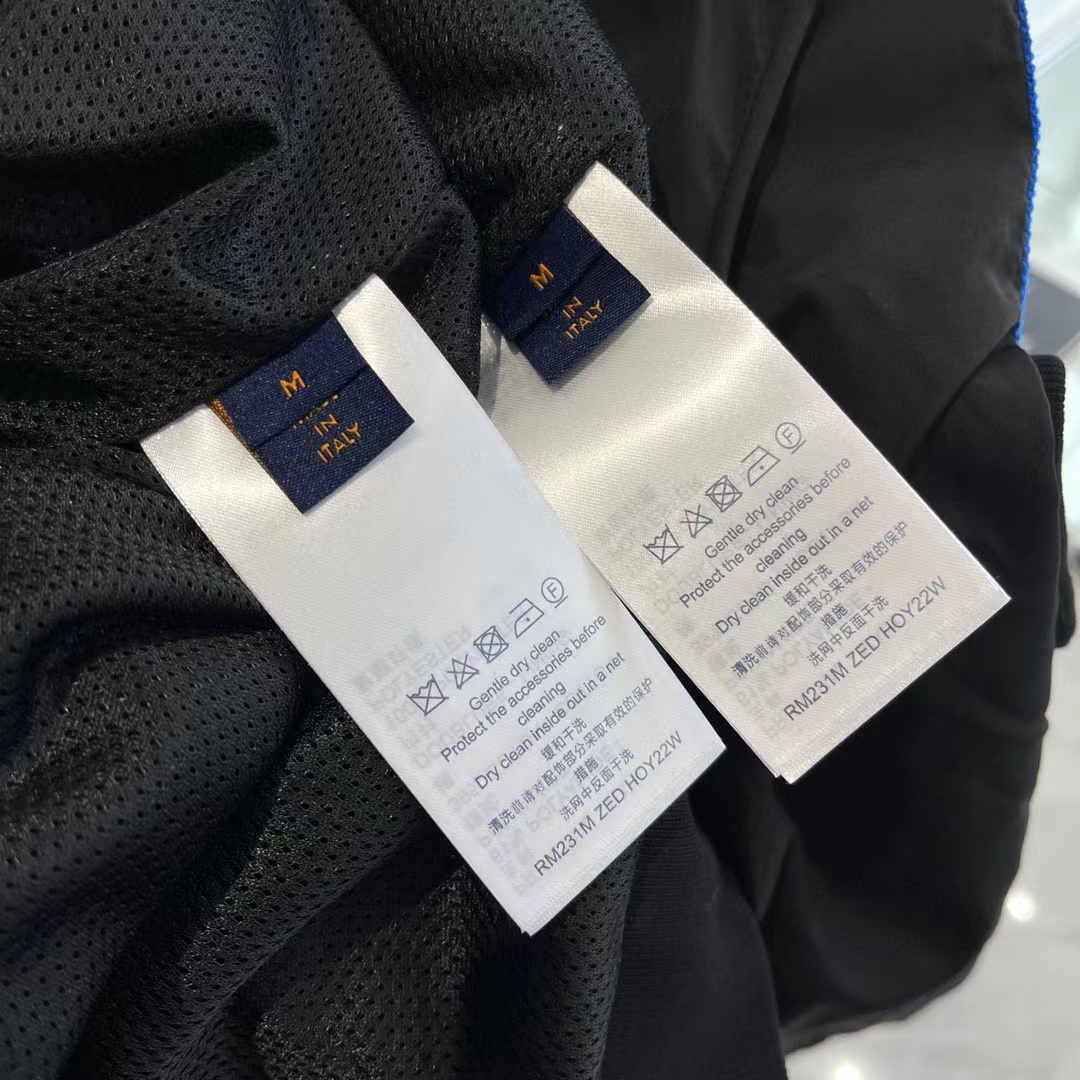 M
IN
ITALY
F
Gentle dry clean
Protect the accessories before
cleaning
Dry clean inside out in a net
缓和干洗
清洗前请对配饰部分采取有效的保护
措施
洗网中反面干洗
RM231M ZED HOY22W
M
IN
ITALY
F
Gentle dry clean
Protect the accessories before
cleaning
Dry clean inside out in a net
缓和干洗
清洗前请对配饰部分采取有效的保护
措施
洗网中反面干洗
RM231M ZED HOY22W